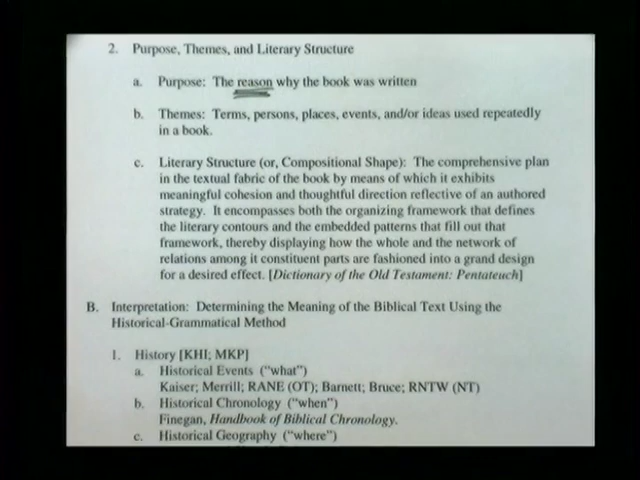 2. Purpose, Themes, and Literary Structure
a. Purpose: The reason why the book was written
b. Themes: Terms, persons, places, events, and/or ideas used repeatedly
in a book.
c. Literary Structure (or, Compositional Shape): The comprehensive plan
in the textual fabric of the book by means of which it exhibits
meaningful cohesion and thoughtful direction reflective of an authored
strategy. It encompasses both the organizing framework that defines
the literary contours and the embedded patterns that fill out that
framework, thereby displaying how the whole and the network of
relations among it constituent parts are fashioned into a grand design
for a desired effect. [Dictionary of the Old Testament: Pentateuch]
B. Interpretation: Determining the Meaning of the Biblical Text Using the
Historical-Grammatical Method
1. History [KHI; MKP]
a. Historical Events ("what")
Kaiser; Merrill; RANE (OT); Barnett; Bruce; RNTW (NT)
b. Historical Chronology ("when")
Finegan, Handbook of Biblical Chronology.
c. Historical Geography ("where")